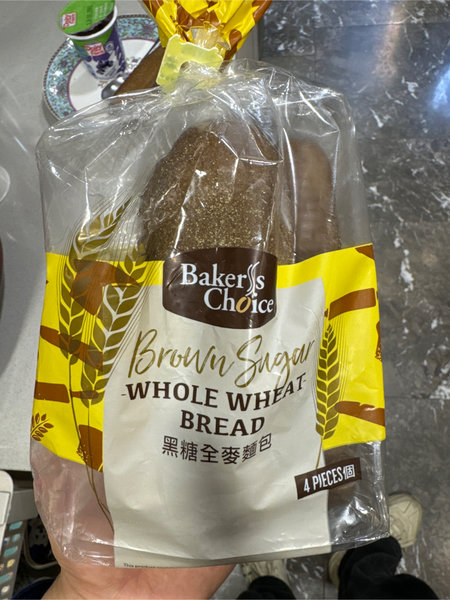 Baker's
Choice
Brown Sugar
-WHOLE WHEAT-
BREAD
黑糖全麥麵包
4 PIECES個